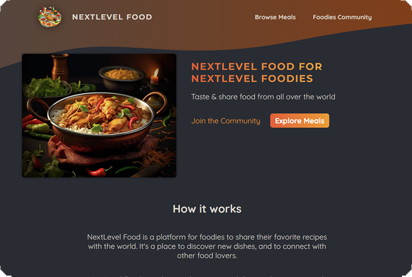 NEXTLEVEL FOOD
Browse Meals
Foodies Community
NEXTLEVEL FOOD FOR
NEXTLEVEL FOODIES
Taste & share food from all over the world
Join the Community
Explore Meals
How it works
NextLevel Food is a platform for foodies to share their favorite recipes
with the world. It's a place to discover new dishes, and to connect with
other food lovers.